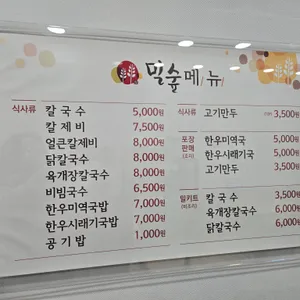 밀숲메뉴
식사류
칼국수 5,000원
칼제비 7,500원
얼큰칼제비 8,000원
닭칼국수 8,000원
육개장칼국수 8,000원
비빔국수 6,500원
한우미역국밥 7,000원
한우시래기국밥 7,000원
공기밥 1,000원
식사류 고기만두 3,500원
포장판매
한우미역국 5,000원
한우시래기국 5,000원
고기만두 3,500원
밀키트
칼국수 3,500원
육개장칼국수 6,000원
닭칼국수 6,000원